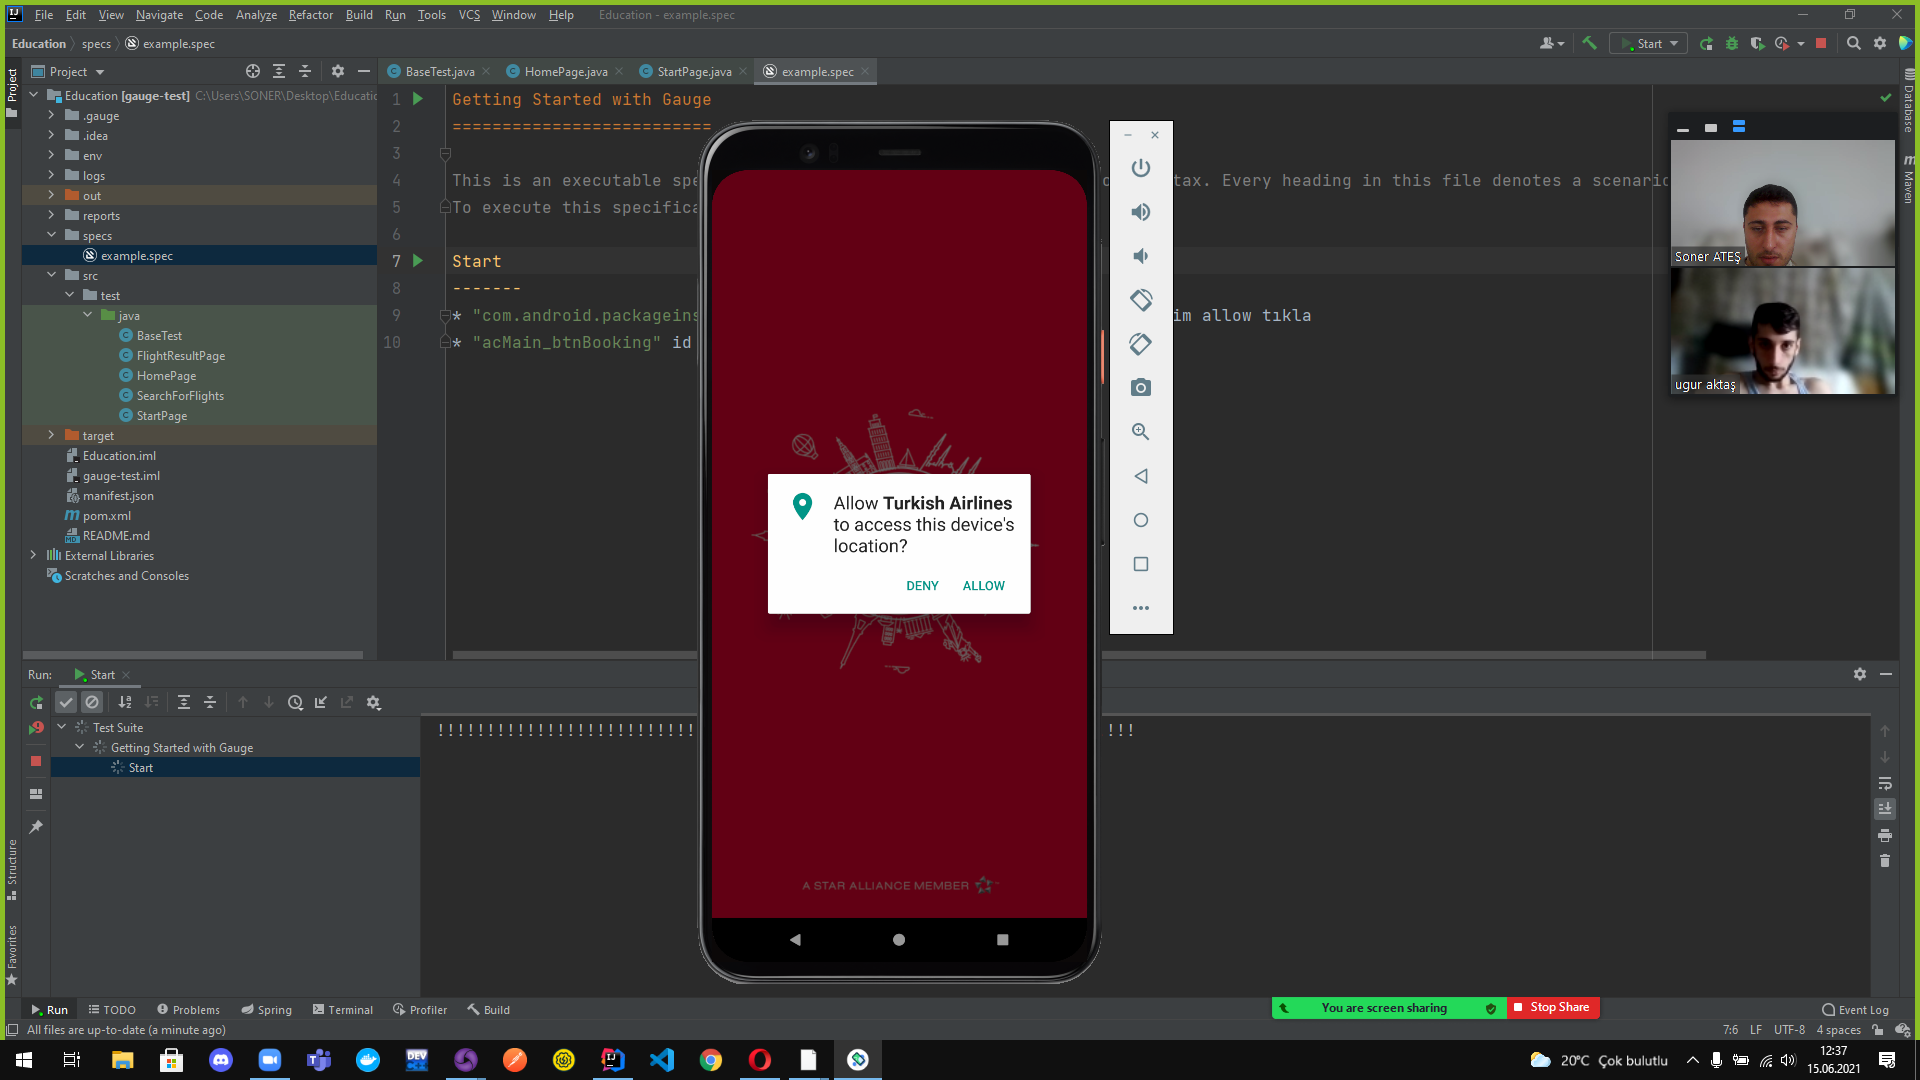 File Edit View Navigate Code Analyze Refactor Build Run Tools VCS Window Help Education - example.spec
Education specs example.spec
Start
Project
BaseTest.java HomePage.java StartPage.java example.spec
Project
Structure
Favorites
Database
Maven
Education [gauge-test] C:\Users\SONER\Desktop\Educatio
.gauge
.idea
env
logs
out
reports
specs
example.spec
src
test
java
BaseTest
FlightResultPage
HomePage
SearchForFlights
StartPage
target
Education.iml
gauge-test.iml
manifest.json
pom.xml
README.md
External Libraries
Scratches and Consoles
1 Getting Started with Gauge
2 ==========================
3
4 This is an executable spe tax. Every heading in this file denotes a scenario
5 To execute this specifica
6
7 Start
8 -------
9 * "com.android.packageins im allow tıkla
10 * "acMain_btnBooking" id
Allow Turkish Airlines
to access this device's
location?
DENY ALLOW
A STAR ALLIANCE MEMBER
Soner ATEŞ
ugur aktaş
Run: Start
Test Suite
Getting Started with Gauge
Start
!!!!!!!!!!!!!!!!!!!!!!!!!! !!!
Run TODO Problems Spring Terminal Profiler Build
You are screen sharing Stop Share
Event Log
All files are up-to-date (a minute ago)
7:6 LF UTF-8 4 spaces
20°C Çok bulutlu
12:37
15.06.2021